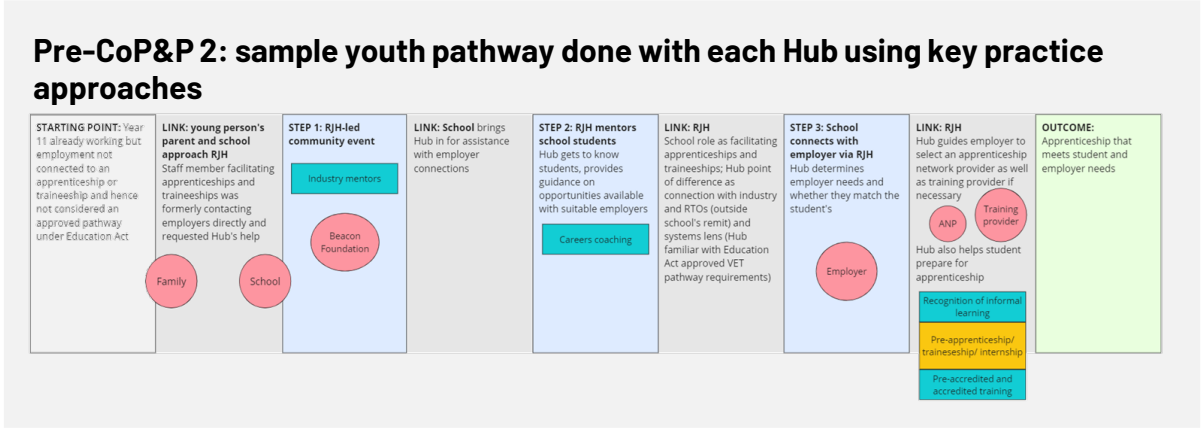 Pre-CoP&P 2: sample youth pathway done with each Hub using key practice
approaches
STARTING POINT: Year
11 already working but
employment not
connected to an
apprenticeship or
traineeship and hence
not considered an
approved pathway
under Education Act
LINK: young person's
parent and school
approach RJH
Staff member facilitating
apprenticeships and
traineeships was
formerly contacting
employers directly and
requested Hub's help
Family
School
STEP 1: RJH-led
community event
Industry mentors
Beacon
Foundation
LINK: School brings
Hub in for assistance
with employer
connections
STEP 2: RJH mentors
school students
Hub gets to know
students, provides
guidance on
opportunities available
with suitable employers
Careers coaching
LINK: RJH
School role as facilitating
apprenticeships and
traineeships; Hub point
of difference as
connection with industry
and RTOs (outside
school's remit) and
systems lens (Hub
familiar with Education
Act approved VET
pathway requirements)
STEP 3: School
connects with
employer via RJH
Hub determines
employer needs and
whether they match the
student's
Employer
LINK: RJH
Hub guides employer to
select an apprenticeship
network provider as well
as training provider if
necessary
ANP
Training
provider
Hub also helps student
prepare for
apprenticeship
Recognition of informal
learning
Pre-apprenticeship/
traineseship/ internship
Pre-accredited and
accredited training
OUTCOME:
Apprenticeship that
meets student and
employer needs